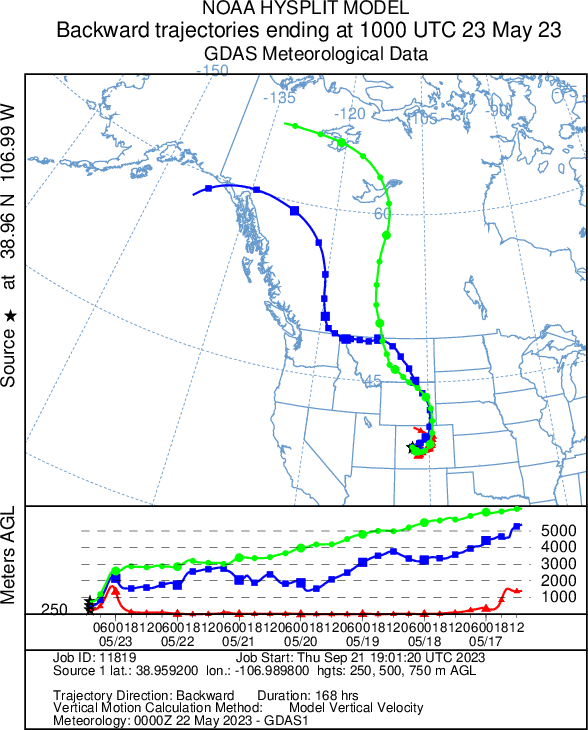 NOAA HYSPLIT MODEL
Backward trajectories ending at 1000 UTC 23 May 23
GDAS Meteorological Data
-150
-135
-120
-105
-90
60
45
Source ★ at 38.96 N 106.99 W
Meters AGL
5000
4000
3000
2000
1000
250
06 00 18 12 06 00 18 12 06 00 18 12 06 00 18 12 06 00 18 12 06 00 18 12 06 00 18 12
05/23 05/22 05/21 05/20 05/19 05/18 05/17
Job ID: 11819 Job Start: Thu Sep 21 19:01:20 UTC 2023
Source 1 lat.: 38.959200 lon.: -106.989800 hgts: 250, 500, 750 m AGL
Trajectory Direction: Backward Duration: 168 hrs
Vertical Motion Calculation Method: Model Vertical Velocity
Meteorology: 0000Z 22 May 2023 - GDAS1